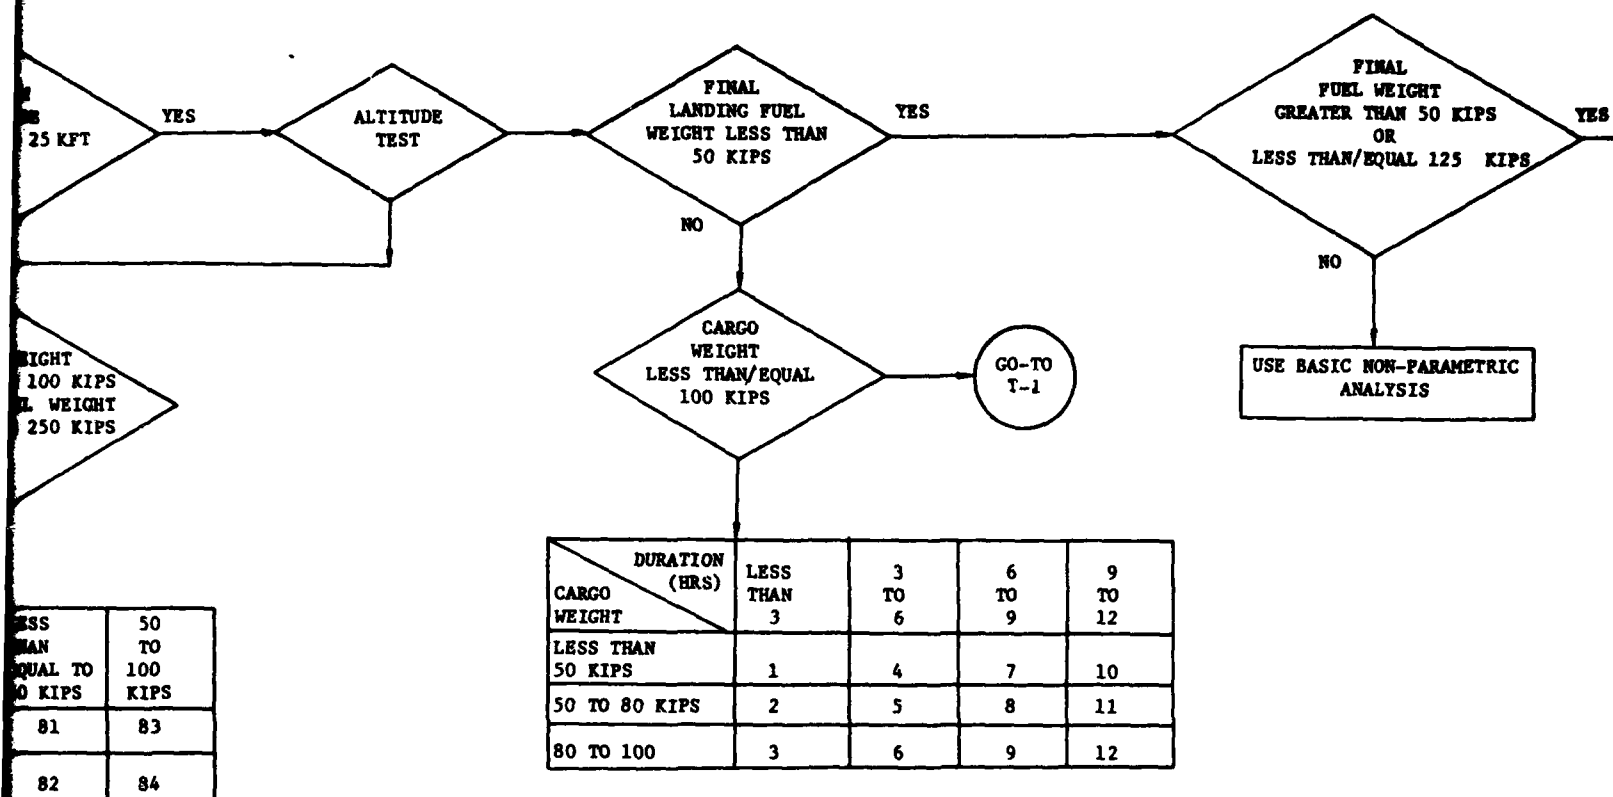 25 KFT
YES
ALTITUDE
TEST
FINAL
LANDING FUEL
WEIGHT LESS THAN
50 KIPS
YES
NO
FINAL
FUEL WEIGHT
GREATER THAN 50 KIPS
OR
LESS THAN/EQUAL 125 KIPS
YES
NO
USE BASIC NON-PARAMETRIC
ANALYSIS
CARGO
WEIGHT
LESS THAN/EQUAL
100 KIPS
GO-TO
T-1
100 KIPS
WEIGHT
250 KIPS
DURATION
(HRS)
CARGO
WEIGHT
LESS
THAN
3
3
TO
6
6
TO
9
9
TO
12
LESS THAN
50 KIPS
1 4 7 10
50 TO 80 KIPS 2 5 8 11
80 TO 100 3 6 9 12
TO
KIPS
50
TO
100
KIPS
81 83
82 84